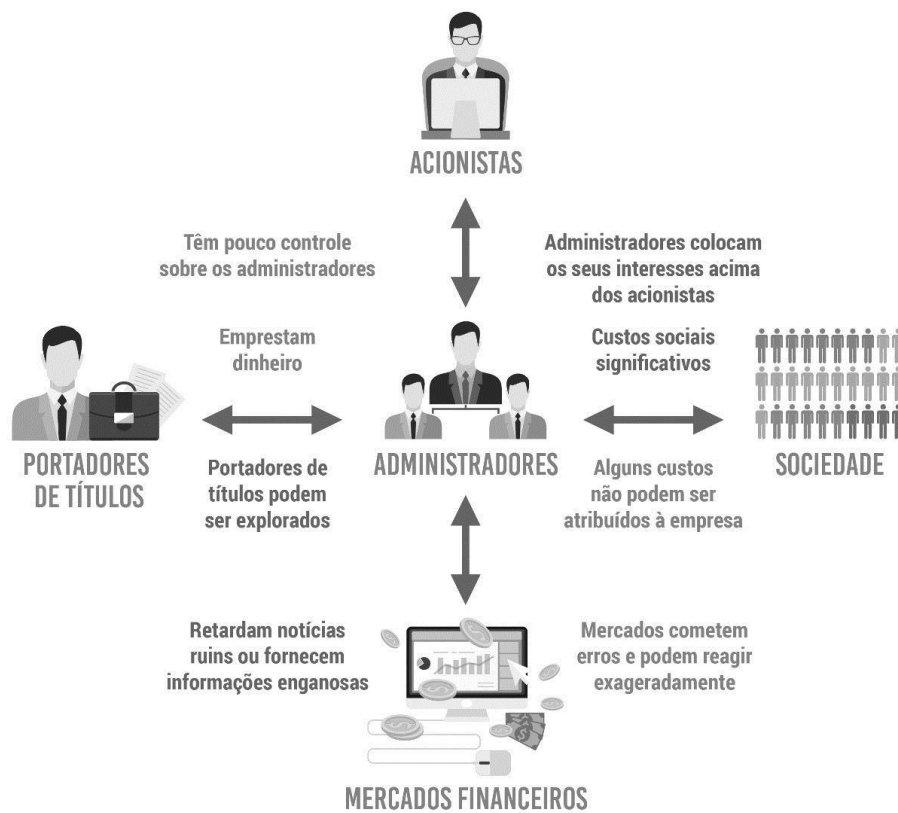 ACIONISTAS
Têm pouco controle
sobre os administradores
Administradores colocam
os seus interesses acima
dos acionistas
Emprestam
dinheiro
Custos sociais
significativos
PORTADORES
DE TÍTULOS
ADMINISTRADORES
SOCIEDADE
Portadores de
títulos podem
ser explorados
Alguns custos
não podem ser
atribuídos à empresa
Retardam notícias
ruins ou fornecem
informações enganosas
Mercados cometem
erros e podem reagir
exageradamente
MERCADOS FINANCEIROS